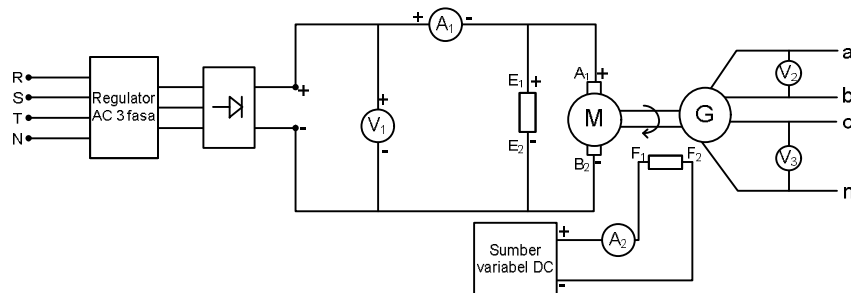 R
S
T
N
Regulator
AC 3 fasa
+
-
+
V1
-
+
A1
-
E1
+
E2
-
A1
+
M
B2
-
G
F1
F2
Sumber
variabel DC
+
-
A2
a
V2
b
c
V3
n